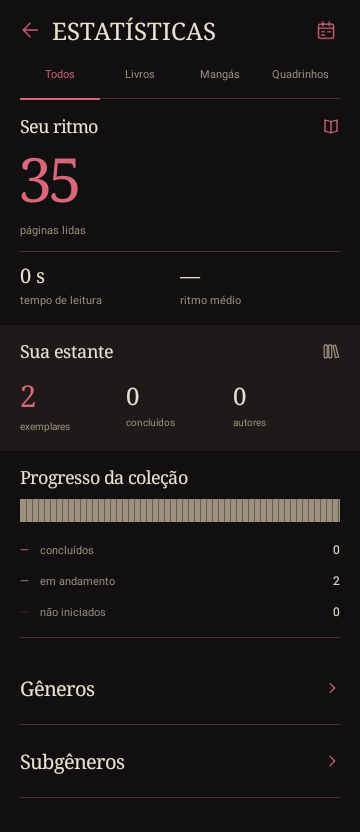 ESTATÍSTICAS
Todos
Livros
Mangás
Quadrinhos
Seu ritmo
35
páginas lidas
0 s
—
tempo de leitura
ritmo médio
Sua estante
2
0
0
exemplares
concluídos
autores
Progresso da coleção
concluídos 0
em andamento 2
não iniciados 0
Gêneros
Subgêneros